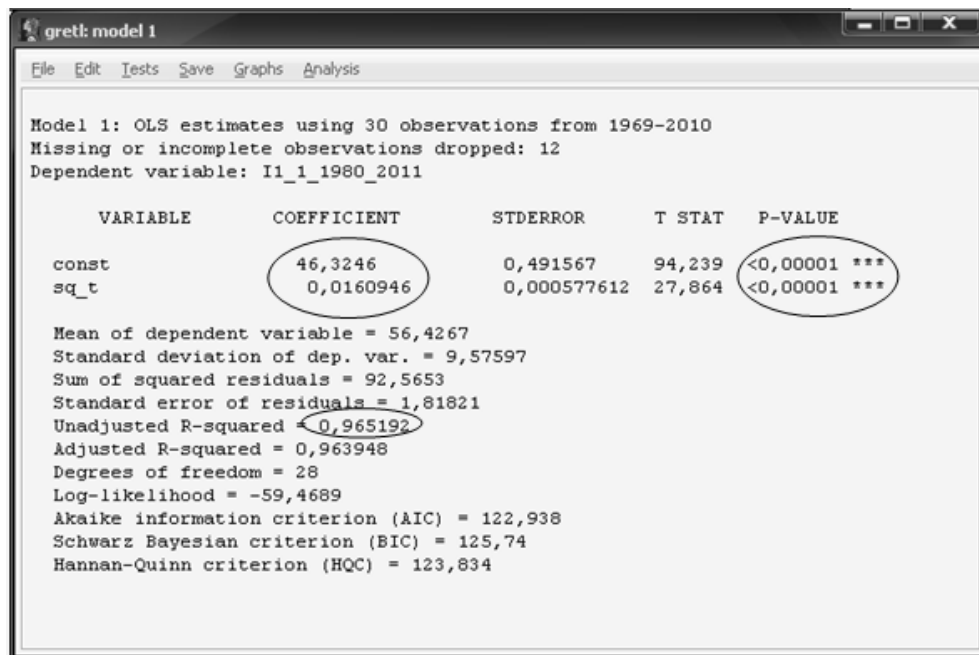 gretl: model 1
File Edit Tests Save Graphs Analysis
Model 1: OLS estimates using 30 observations from 1969-2010
Missing or incomplete observations dropped: 12
Dependent variable: I1_1_1980_2011
VARIABLE COEFFICIENT STDERROR T STAT P-VALUE
const 46,3246 0,491567 94,239 <0,00001 ***
sq_t 0,0160946 0,000577612 27,864 <0,00001 ***
Mean of dependent variable = 56,4267
Standard deviation of dep. var. = 9,57597
Sum of squared residuals = 92,5653
Standard error of residuals = 1,81821
Unadjusted R-squared = 0,965192
Adjusted R-squared = 0,963948
Degrees of freedom = 28
Log-likelihood = -59,4689
Akaike information criterion (AIC) = 122,938
Schwarz Bayesian criterion (BIC) = 125,74
Hannan-Quinn criterion (HQC) = 123,834